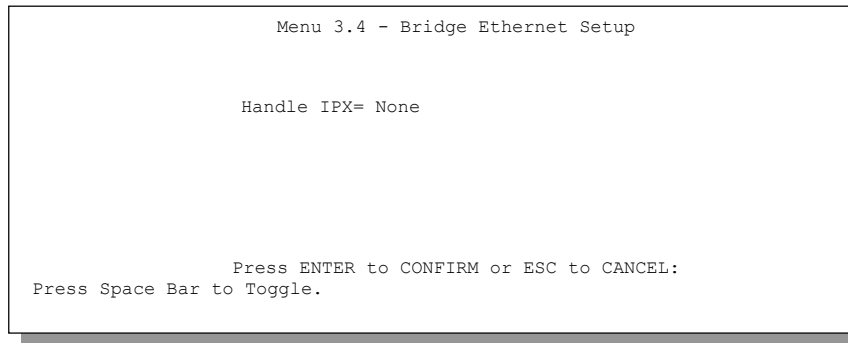 Menu 3.4 - Bridge Ethernet Setup
Handle IPX= None
Press ENTER to CONFIRM or ESC to CANCEL:
Press Space Bar to Toggle.